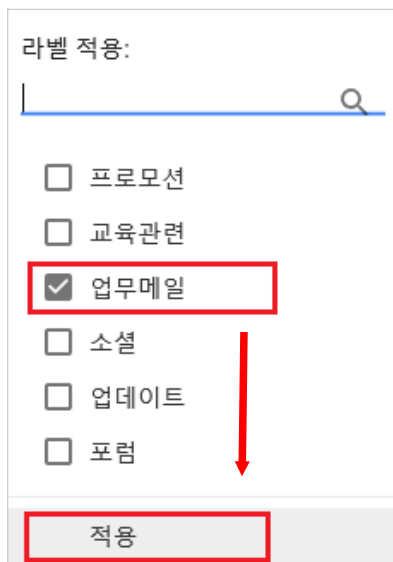 라벨 적용:
프로모션
교육관련
업무메일
소셜
업데이트
포럼
적용